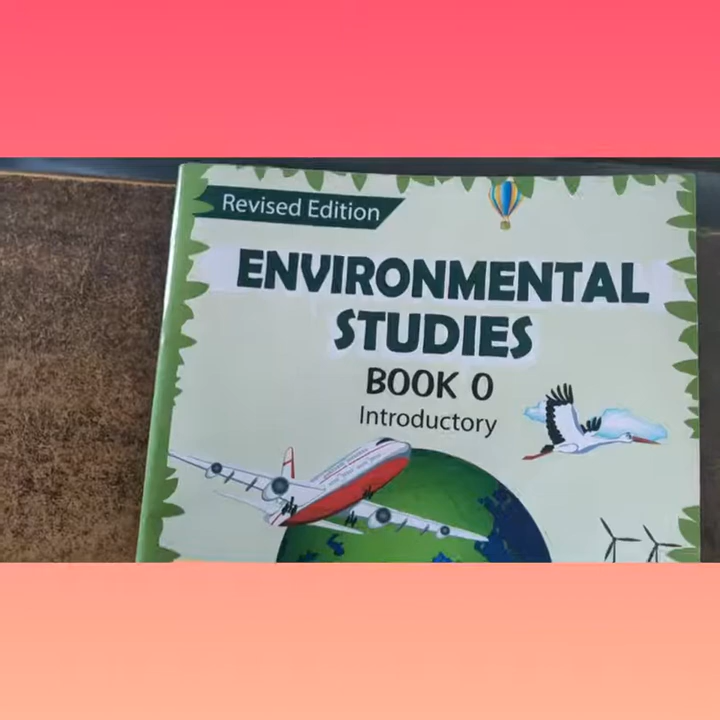 Revised Edition
ENVIRONMENTAL
STUDIES
BOOK 0
Introductory